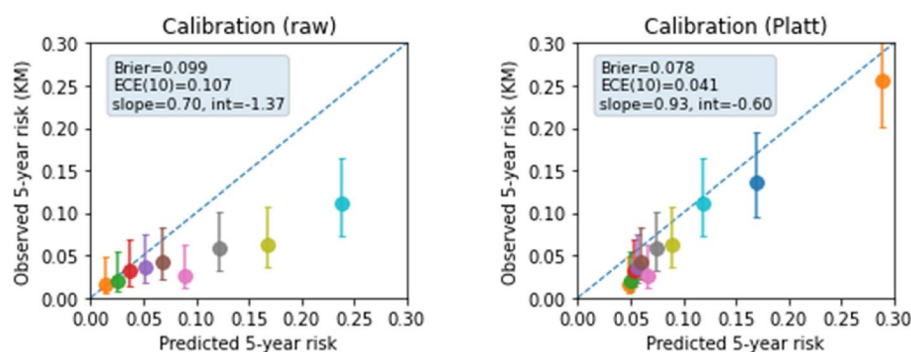 Calibration (raw)
Observed 5-year risk (KM)
0.30
0.25
0.20
0.15
0.10
0.05
0.00
Brier=0.099
ECE(10)=0.107
slope=0.70, int=-1.37
0.00 0.05 0.10 0.15 0.20 0.25 0.30
Predicted 5-year risk
Calibration (Platt)
Observed 5-year risk (KM)
0.30
0.25
0.20
0.15
0.10
0.05
0.00
Brier=0.078
ECE(10)=0.041
slope=0.93, int=-0.60
0.00 0.05 0.10 0.15 0.20 0.25 0.30
Predicted 5-year risk